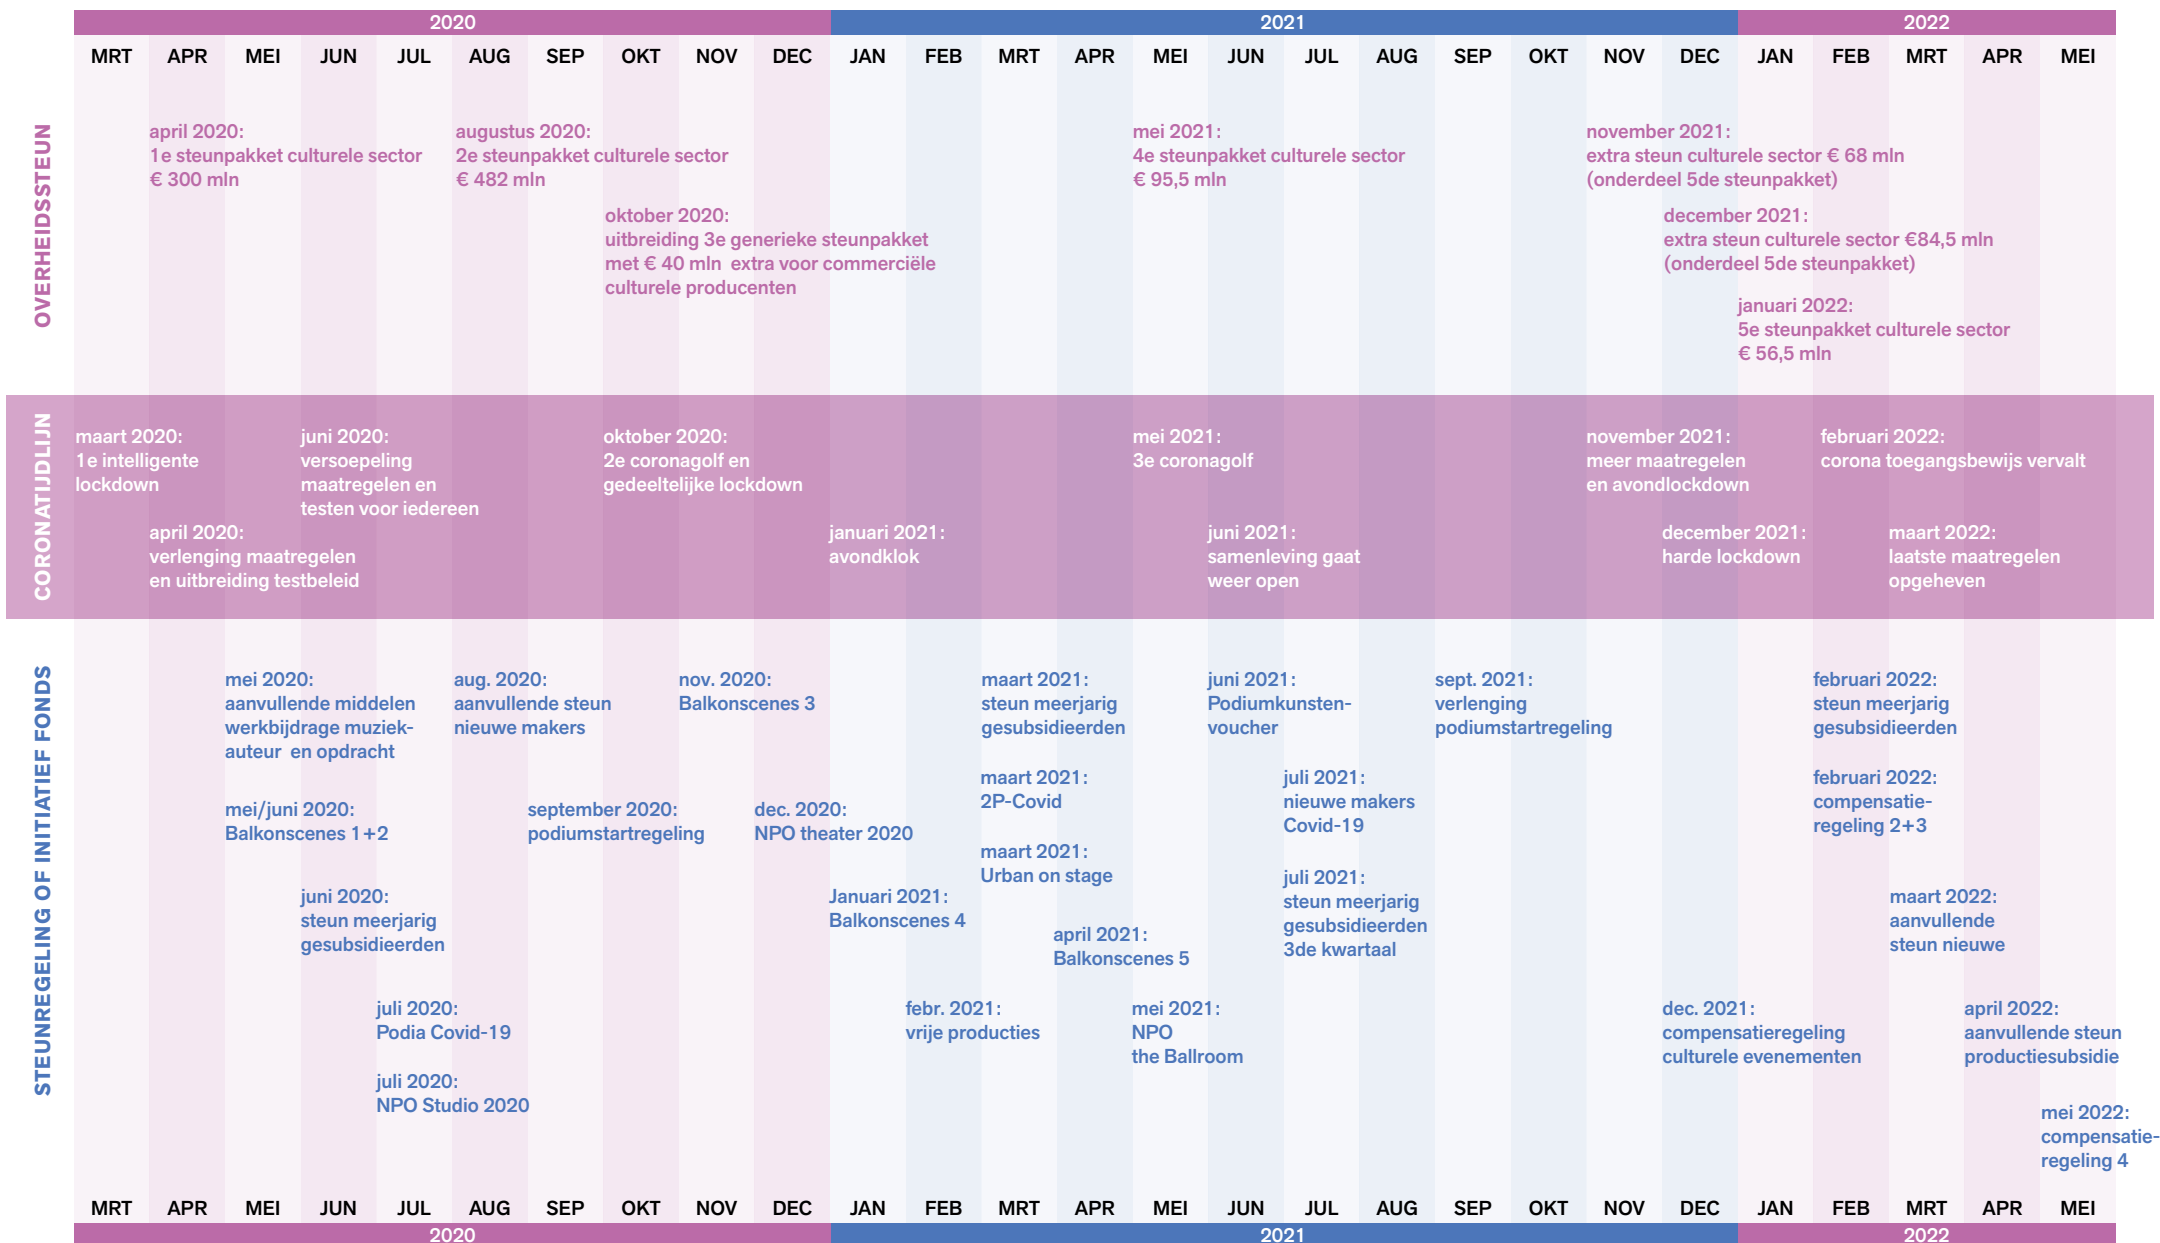 2020 2021 2022
MRT APR MEI JUN JUL AUG SEP OKT NOV DEC JAN FEB MRT APR MEI JUN JUL AUG SEP OKT NOV DEC JAN FEB MRT APR MEI
OVERHEIDSSTEUN
april 2020:
1e steunpakket culturele sector
€ 300 mln
augustus 2020:
2e steunpakket culturele sector
€ 482 mln
oktober 2020:
uitbreiding 3e generieke steunpakket
met € 40 mln extra voor commerciële
culturele producenten
mei 2021:
4e steunpakket culturele sector
€ 95,5 mln
november 2021:
extra steun culturele sector € 68 mln
(onderdeel 5de steunpakket)
december 2021:
extra steun culturele sector €84,5 mln
(onderdeel 5de steunpakket)
januari 2022:
5e steunpakket culturele sector
€ 56,5 mln
CORONATIJDLIJN
maart 2020:
1e intelligente
lockdown
april 2020:
verlenging maatregelen
en uitbreiding testbeleid
juni 2020:
versoepeling
maatregelen en
testen voor iedereen
oktober 2020:
2e coronagolf en
gedeeltelijke lockdown
januari 2021:
avondklok
mei 2021:
3e coronagolf
juni 2021:
samenleving gaat
weer open
november 2021:
meer maatregelen
en avondlockdown
december 2021:
harde lockdown
februari 2022:
corona toegangsbewijs vervalt
maart 2022:
laatste maatregelen
opgeheven
STEUNREGELING OF INITIATIEF FONDS
mei 2020:
aanvullende middelen
werkbijdrage muziek-
auteur en opdracht
mei/juni 2020:
Balkonscenes 1+2
juni 2020:
steun meerjarig
gesubsidieerden
juli 2020:
Podia Covid-19
juli 2020:
NPO Studio 2020
aug. 2020:
aanvullende steun
nieuwe makers
september 2020:
podiumstartregeling
nov. 2020:
Balkonscenes 3
dec. 2020:
NPO theater 2020
Januari 2021:
Balkonscenes 4
febr. 2021:
vrije producties
maart 2021:
steun meerjarig
gesubsidieerden
maart 2021:
2P-Covid
maart 2021:
Urban on stage
april 2021:
Balkonscenes 5
mei 2021:
NPO
the Ballroom
juni 2021:
Podiumkunsten-
voucher
juli 2021:
nieuwe makers
Covid-19
juli 2021:
steun meerjarig
gesubsidieerden
3de kwartaal
sept. 2021:
verlenging
podiumstartregeling
dec. 2021:
compensatieregeling
culturele evenementen
februari 2022:
steun meerjarig
gesubsidieerden
februari 2022:
compensatie-
regeling 2+3
maart 2022:
aanvullende
steun nieuwe
april 2022:
aanvullende steun
productiesubsidie
mei 2022:
compensatie-
regeling 4
MRT APR MEI JUN JUL AUG SEP OKT NOV DEC JAN FEB MRT APR MEI JUN JUL AUG SEP OKT NOV DEC JAN FEB MRT APR MEI
2020 2021 2022